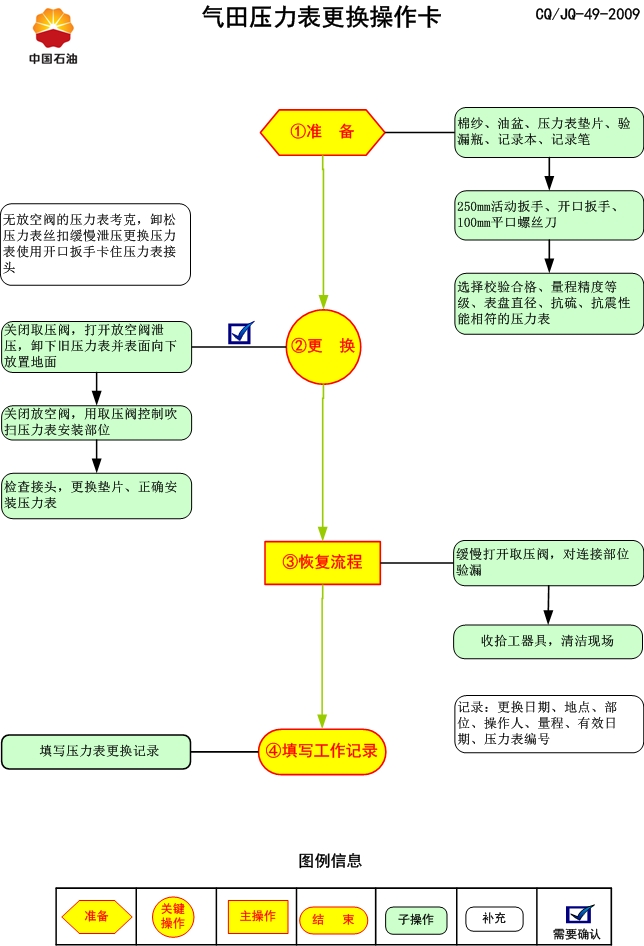 气田压力表更换操作卡
CQ/JQ-49-2009
中国石油
①准 备
棉纱、油盆、压力表垫片、验
漏瓶、记录本、记录笔
250mm活动扳手、开口扳手、
100mm平口螺丝刀
选择校验合格、量程精度等
级、表盘直径、抗硫、抗震性
能相符的压力表
无放空阀的压力表考克，卸松
压力表丝扣缓慢泄压更换压力
表使用开口扳手卡住压力表接
头
②更 换
关闭取压阀，打开放空阀泄
压，卸下旧压力表并表面向下
放置地面
关闭放空阀，用取压阀控制吹
扫压力表安装部位
检查接头，更换垫片、正确安
装压力表
③恢复流程
缓慢打开取压阀，对连接部位
验漏
收拾工器具，清洁现场
记录：更换日期、地点、部
位、操作人、量程、有效日
期、压力表编号
④填写工作记录
填写压力表更换记录
图例信息
准备
关键
操作
主操作
结 束
子操作
补充
需要确认